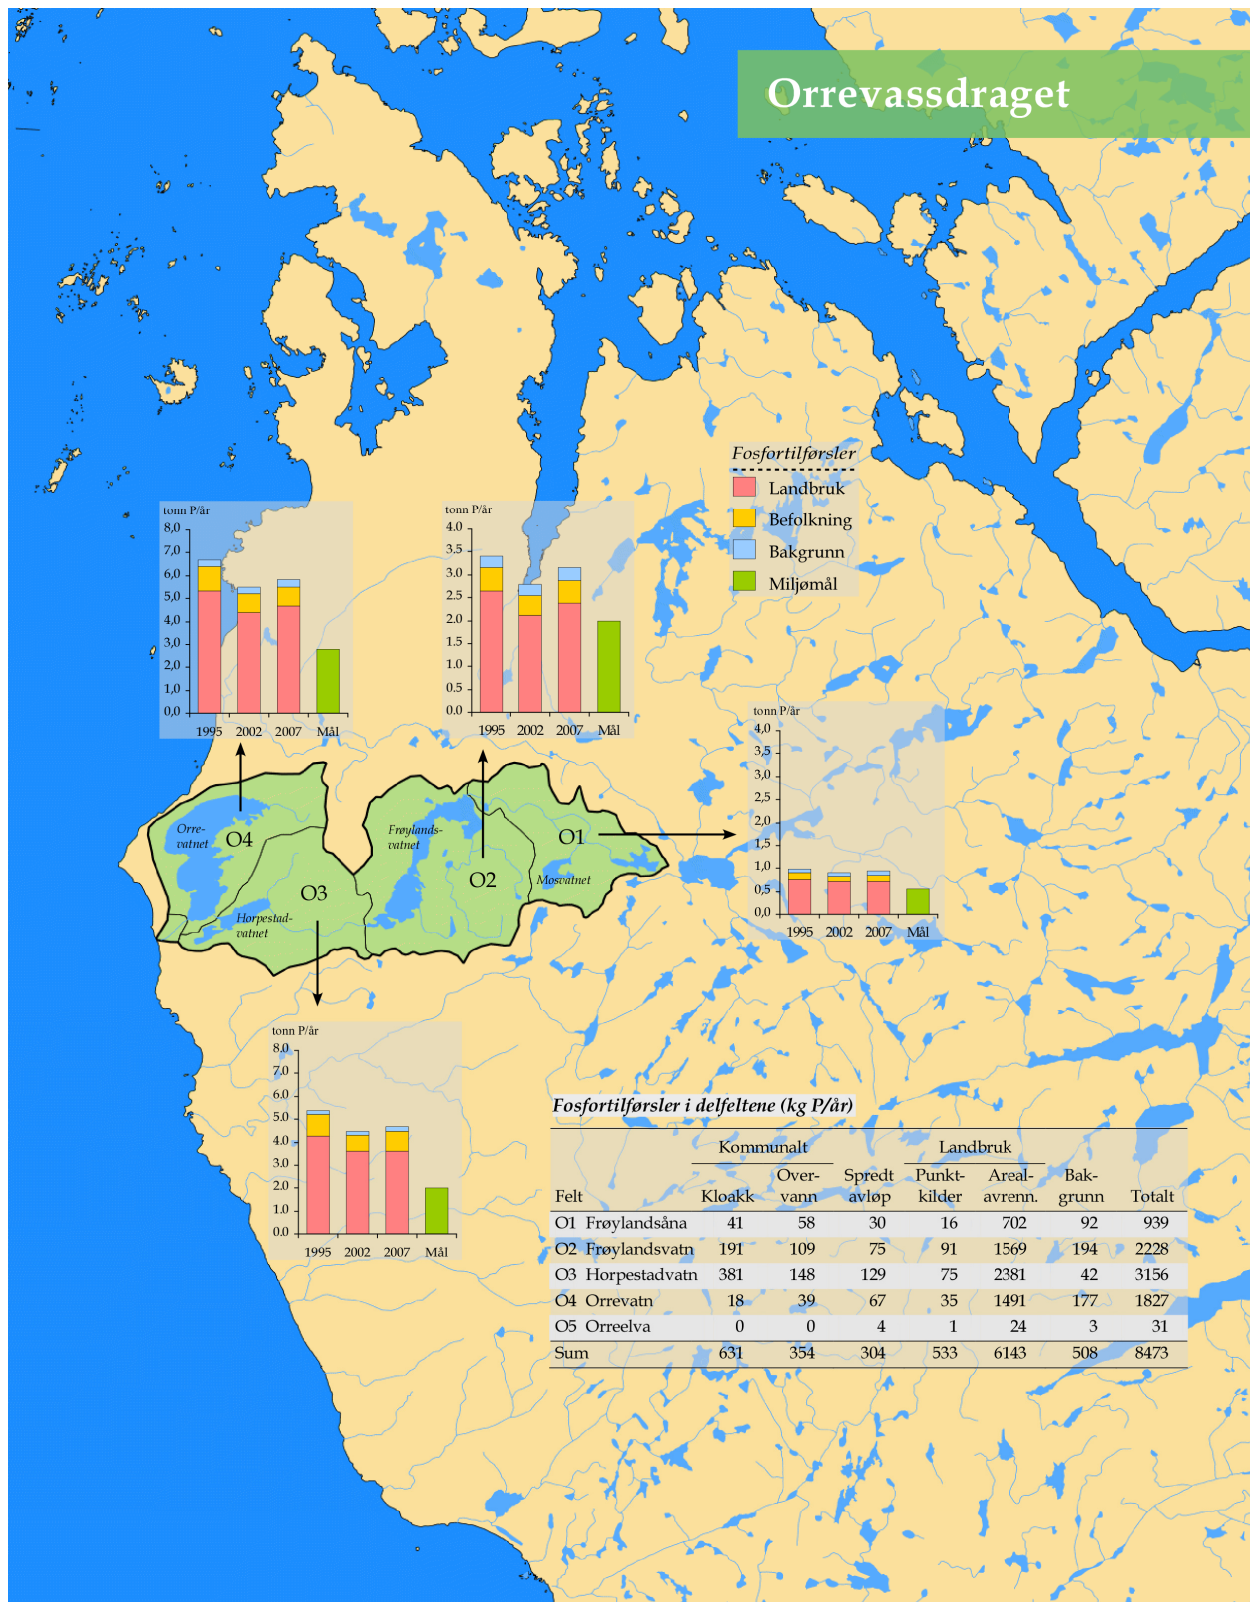 Orrevassdraget
Fosfortilførsler
Landbruk
Befolkning
Bakgrunn
Miljømål
tonn P/år
8,0
7,0
6,0
5,0
4,0
3,0
2,0
1,0
0,0
1995 2002 2007 Mål
tonn P/år
4.0
3.5
3.0
2.5
2.0
1.5
1.0
0.5
0.0
1995 2002 2007 Mål
tonn P/år
4,0
3,5
3,0
2,5
2,0
1,5
1,0
0,5
0,0
1995 2002 2007 Mål
Orre-
vatnet
O4
Frøylands-
vatnet
O1
O2
Mosvatnet
O3
Horpestad-
vatnet
tonn P/år
8.0
7.0
6.0
5.0
4.0
3.0
2.0
1.0
0.0
1995 2002 2007 Mål
Fosfortilførsler i delfeltene (kg P/år)
Kommunalt Landbruk
Over- Spredt Punkt- Areal- Bak-
Felt Kloakk vann avløp kilder avrenn. grunn Totalt
O1 Frøylandsåna 41 58 30 16 702 92 939
O2 Frøylandsvatn 191 109 75 91 1569 194 2228
O3 Horpestadvatn 381 148 129 75 2381 42 3156
O4 Orrevatn 18 39 67 35 1491 177 1827
O5 Orreelva 0 0 4 1 24 3 31
Sum 631 354 304 533 6143 508 8473